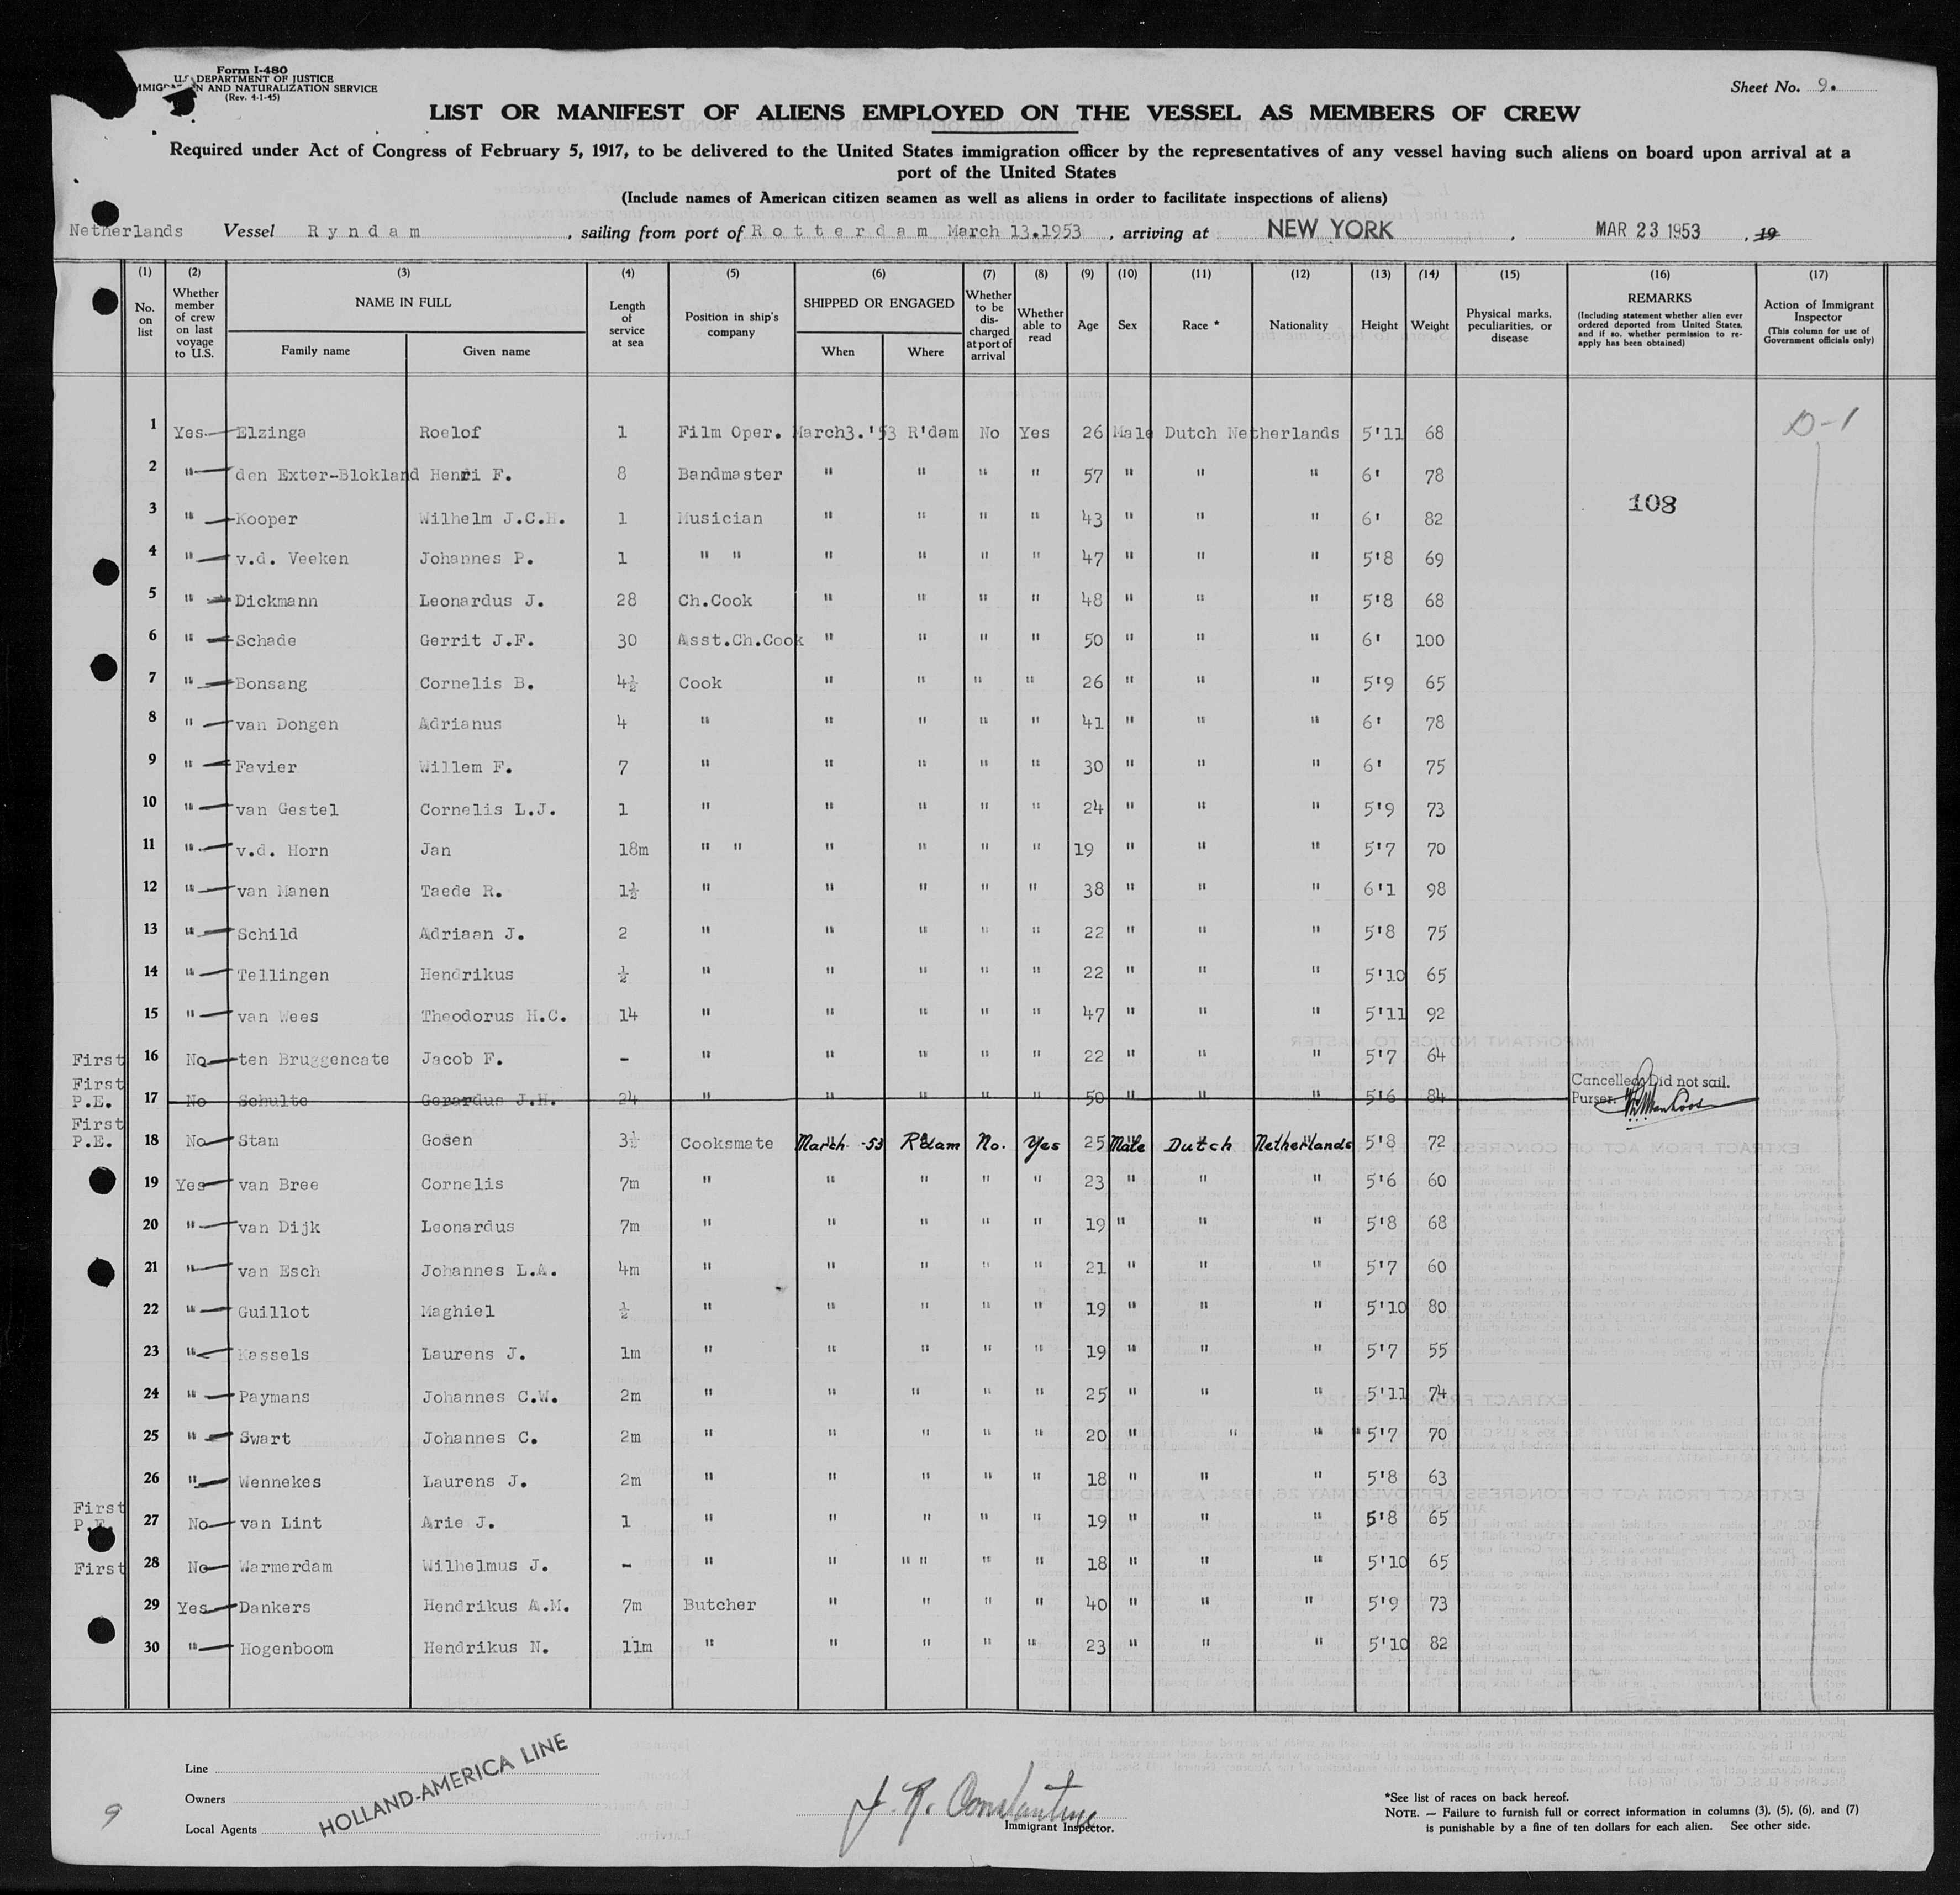 Form I-480
U.S. DEPARTMENT OF JUSTICE
IMMIGRATION AND NATURALIZATION SERVICE
(Rev. 4-1-45)
Sheet No. 9.
LIST OR MANIFEST OF ALIENS EMPLOYED ON THE VESSEL AS MEMBERS OF CREW
Required under Act of Congress of February 5, 1917, to be delivered to the United States immigration officer by the representatives of any vessel having such aliens on board upon arrival at a
port of the United States
(Include names of American citizen seamen as well as aliens in order to facilitate inspections of aliens)
Netherlands Vessel Ryndam, sailing from port of Rotterdam March 13.1953, arriving at NEW YORK, MAR 23 1953, 19
(1) (2) (3) (4) (5) (6) (7) (8) (9) (10) (11) (12) (13) (14) (15) (16) (17)
No. on list
Whether member of crew on last voyage to U.S.
NAME IN FULL
Family name Given name
Length of service at sea
Position in ship's company
SHIPPED OR ENGAGED
When Where
Whether to be discharged at port of arrival
Whether able to read
Age
Sex
Race *
Nationality
Height
Weight
Physical marks, peculiarities, or disease
REMARKS
(Including statement whether alien ever ordered deported from United States, and if so, whether permission to re-apply has been obtained)
Action of Immigrant Inspector
(This column for use of Government officials only)
1 Yes Elzinga Roelof 1 Film Oper. March3.'53 R'dam No Yes 26 Male Dutch Netherlands 5'11 68 D-1
2 " den Exter-Blokland Henri F. 8 Bandmaster " " " " 57 " " " 6' 78
108
3 " Kooper Wilhelm J.C.H. 1 Musician " " " " 43 " " " 6' 82
4 " v.d. Veeken Johannes P. 1 " " " " " " 47 " " " 5'8 69
5 " Dickmann Leonardus J. 28 Ch.Cook " " " " 48 " " " 5'8 68
6 " Schade Gerrit J.F. 30 Asst.Ch.Cook " " " " 50 " " " 6' 100
7 " Bonsang Cornelis B. 4½ Cook " " " " 26 " " " 5'9 65
8 " van Dongen Adrianus 4 " " " " " 41 " " " 6' 78
9 " Favier Willem F. 7 " " " " " 30 " " " 6' 75
10 " van Gestel Cornelis L.J. 1 " " " " " 24 " " " 5'9 73
11 " v.d. Horn Jan 18m " " " " " " 19 " " " 5'7 70
12 " van Manen Taede R. 1½ " " " " " 38 " " " 6'1 98
13 " Schild Adriaan J. 2 " " " " " 22 " " " 5'8 75
14 " Tellingen Hendrikus ½ " " " " " 22 " " " 5'10 65
15 " van Wees Theodorus H.C. 14 " " " " " 47 " " " 5'11 92
First 16 No ten Bruggencate Jacob F. - " " " " " 22 " " " 5'7 64
First P.E. 17 No Schulte Gerardus J.H. 24 " " " " " 50 " " " 5'6 84 Cancelled, Did not sail.
Purser.
First P.E. 18 No Stam Gosen 3½ Cooksmate March -53 R'dam No. Yes 25 Male Dutch Netherlands 5'8 72
19 Yes van Bree Cornelis 7m " " " " " 23 " " " 5'6 60
20 " van Dijk Leonardus 7m " " " " " 19 " " " 5'8 68
21 " van Esch Johannes L.A. 4m " " " " " 21 " " " 5'7 60
22 " Guillot Maghiel ½ " " " " " 19 " " " 5'10 80
23 " Kassels Laurens J. 1m " " " " " 19 " " " 5'7 55
24 " Paymans Johannes C.W. 2m " " " " " 25 " " " 5'11 74
25 " Swart Johannes C. 2m " " " " " 20 " " " 5'7 70
26 " Wennekes Laurens J. 2m " " " " " 18 " " " 5'8 63
First P.E. 27 No van Lint Arie J. 1 " " " " " 19 " " " 5'8 65
First 28 No Warmerdam Wilhelmus J. - " " " " " " 18 " " " 5'10 65
29 Yes Dankers Hendrikus A.M. 7m Butcher " " " " 40 " " " 5'9 73
30 " Hogenboom Hendrikus N. 11m " " " " " 23 " " " 5'10 82
Line
Owners
Local Agents
HOLLAND-AMERICA LINE
9
J. R. Constantine
Immigrant Inspector.
*See list of races on back hereof.
NOTE. — Failure to furnish full or correct information in columns (3), (5), (6), and (7)
is punishable by a fine of ten dollars for each alien. See other side.